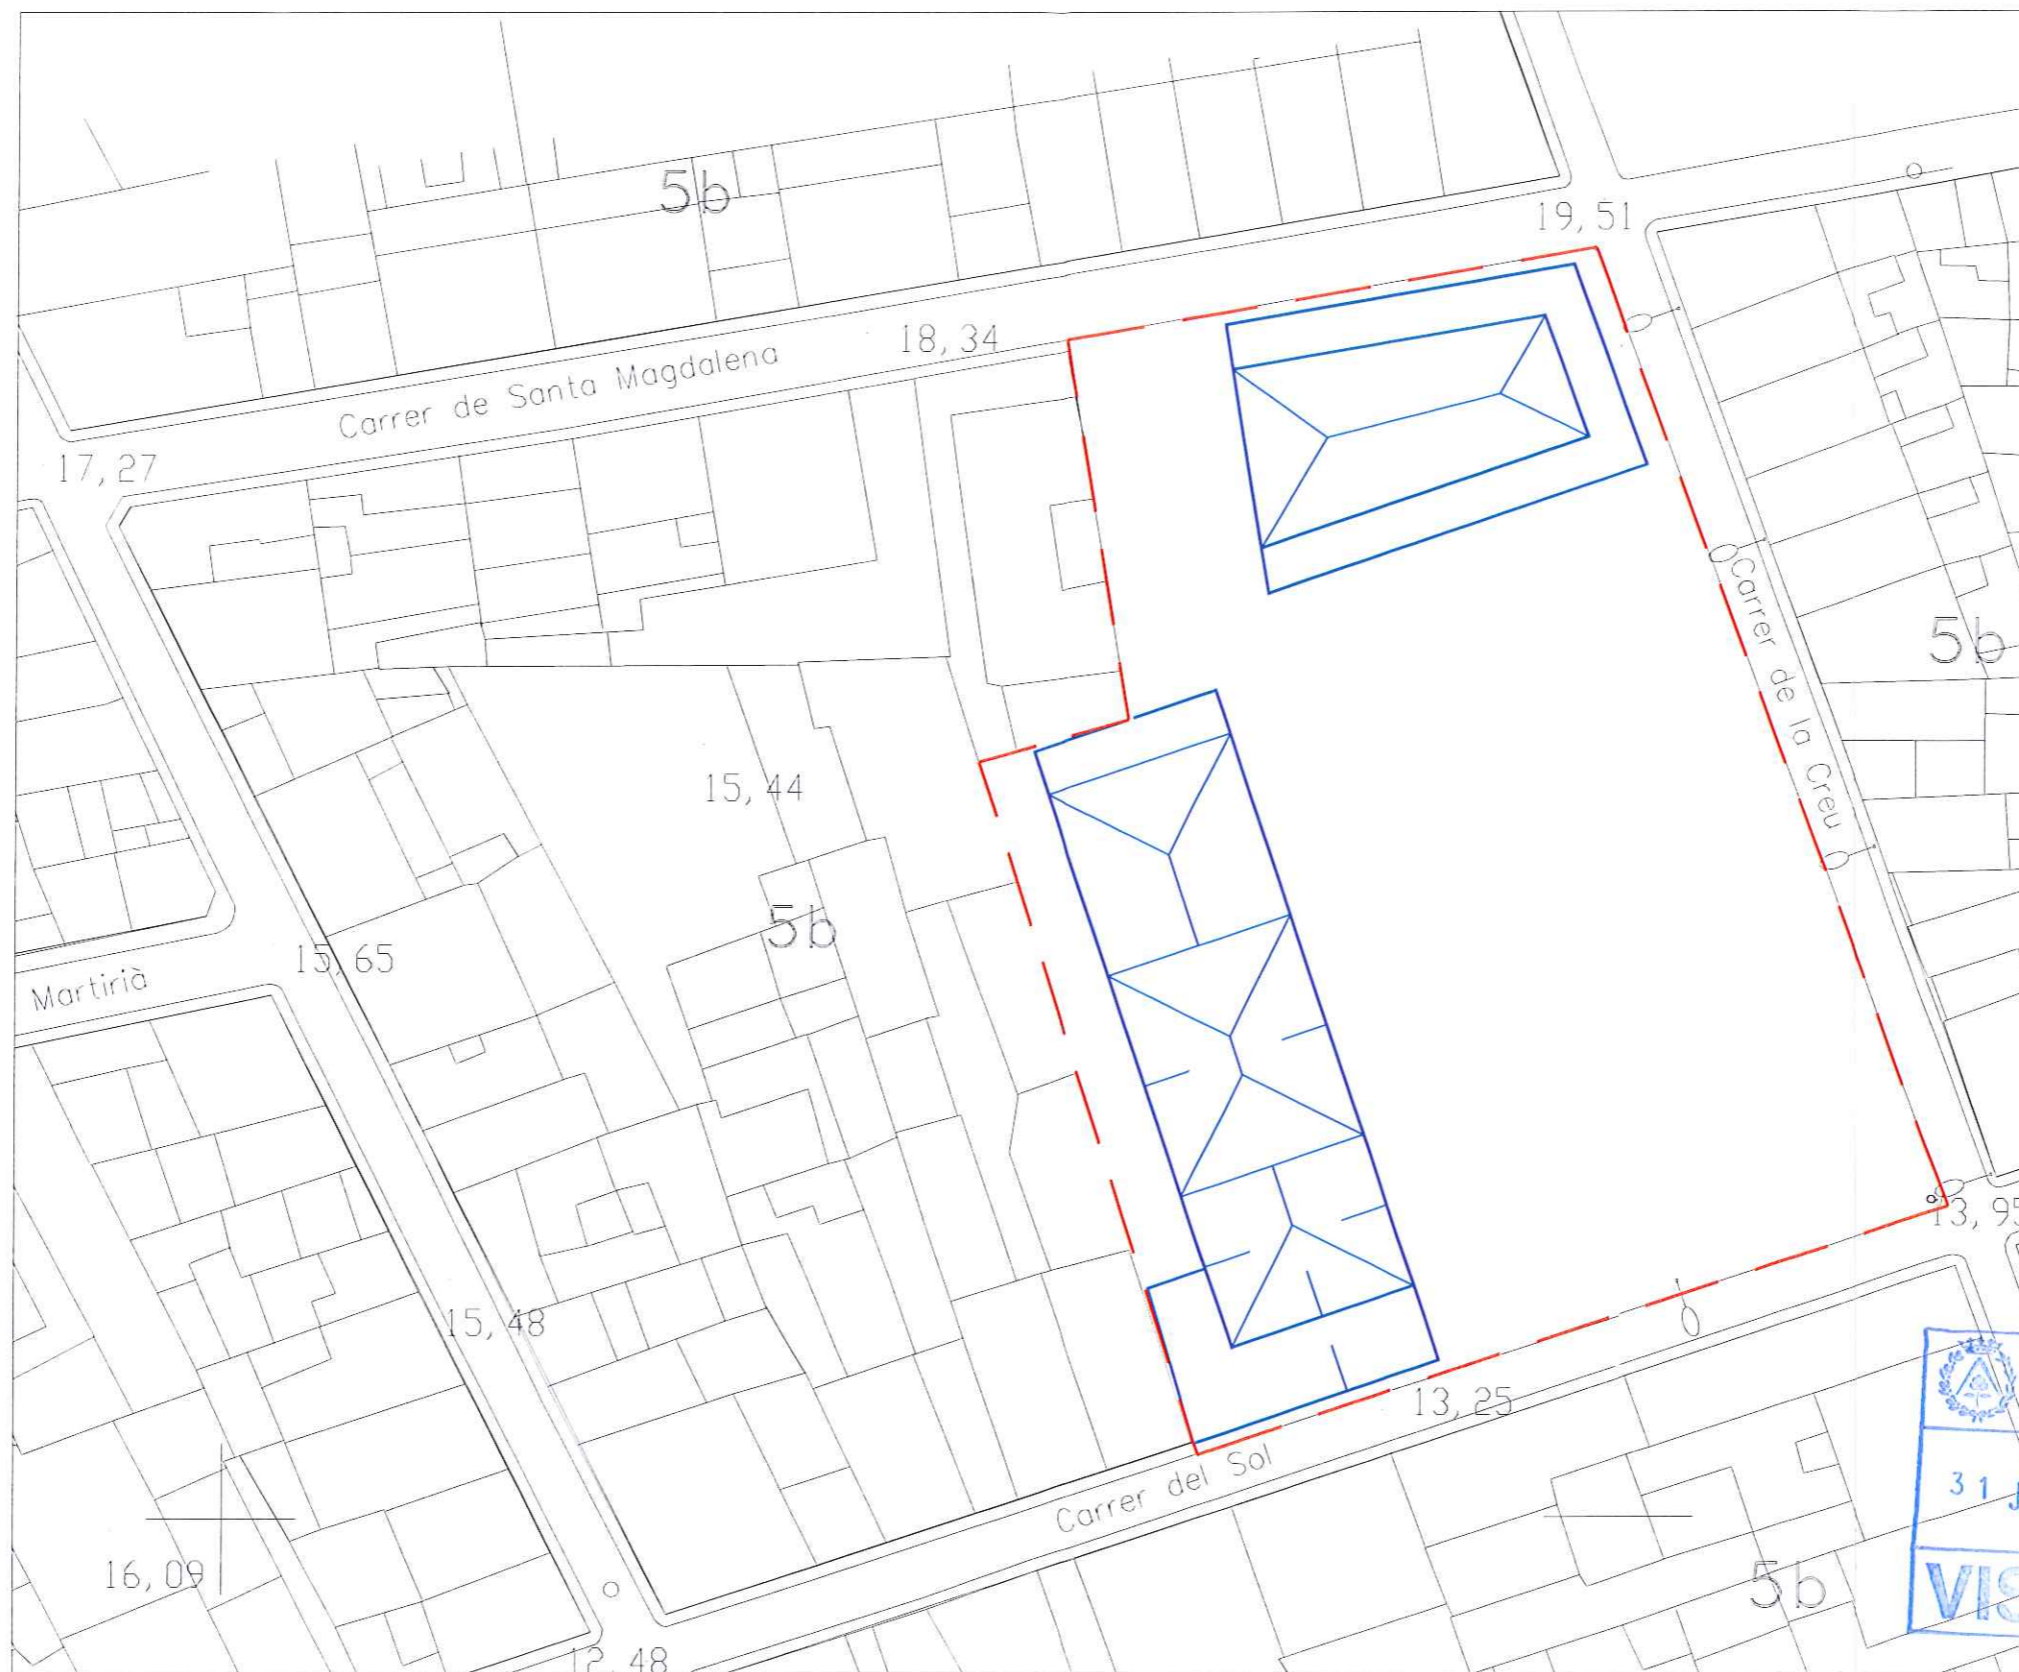 5b
19,51
18,34
Carrer de Santa Magdalena
17,27
Carrer de la Creu
5b
15,44
5b
15,65
Martirià
13,95
15,48
13,25
Carrer del Sol
31
16,09
5b
12,48